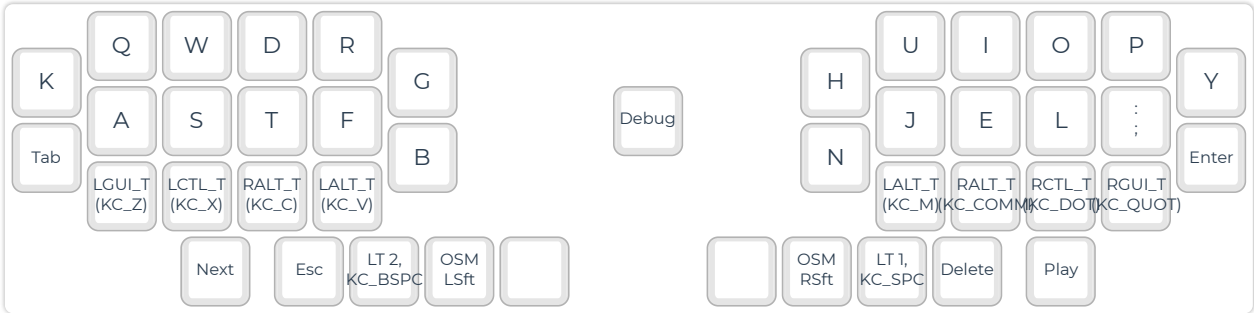 Q
W
D
R
U
I
O
P
K
G
H
Y
A
S
T
F
Debug
J
E
L
:
;
Tab
B
N
Enter
LGUI_T
(KC_Z)
LCTL_T
(KC_X)
RALT_T
(KC_C)
LALT_T
(KC_V)
LALT_T
(KC_M)
RALT_T
(KC_COMM)
RCTL_T
(KC_DOT)
RGUI_T
(KC_QUOT)
Next
Esc
LT 2,
KC_BSPC
OSM
LSft
OSM
RSft
LT 1,
KC_SPC
Delete
Play